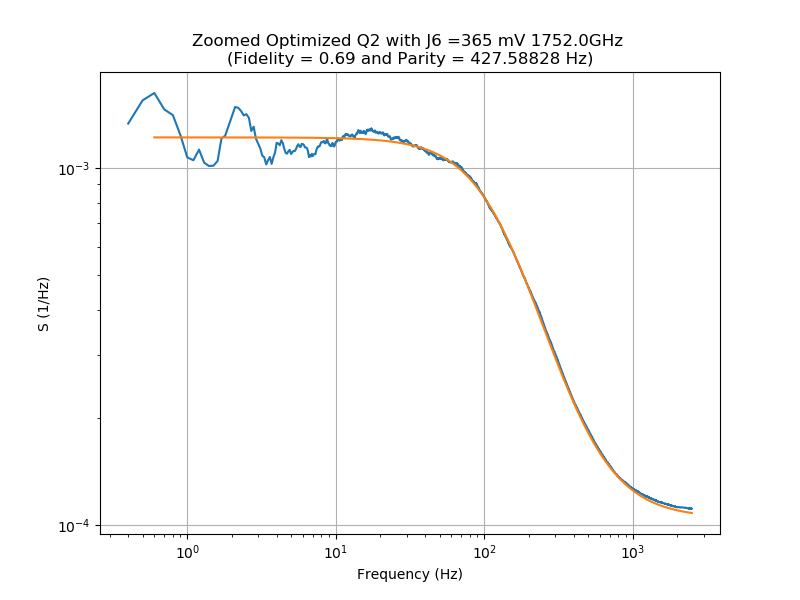 Zoomed Optimized Q2 with J6 =365 mV 1752.0GHz
(Fidelity = 0.69 and Parity = 427.58828 Hz)
S (1/Hz)
10⁻³
10⁻⁴
10⁰ 10¹ 10² 10³
Frequency (Hz)